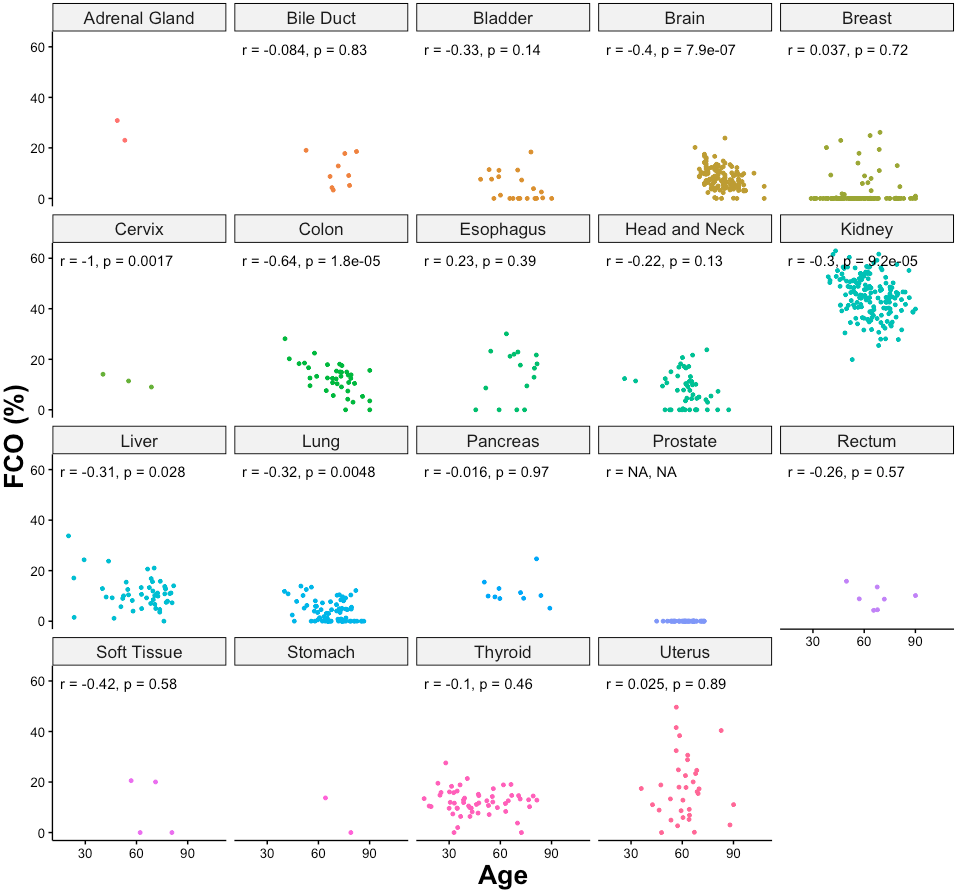 Adrenal Gland Bile Duct Bladder Brain Breast
60 r = -0.084, p = 0.83 r = -0.33, p = 0.14 r = -0.4, p = 7.9e-07 r = 0.037, p = 0.72
40
20
0
Cervix Colon Esophagus Head and Neck Kidney
60 r = -1, p = 0.0017 r = -0.64, p = 1.8e-05 r = 0.23, p = 0.39 r = -0.22, p = 0.13 r = -0.3, p = 9.2e-05
40
20
0
FCO (%)
Liver Lung Pancreas Prostate Rectum
60 r = -0.31, p = 0.028 r = -0.32, p = 0.0048 r = -0.016, p = 0.97 r = NA, NA r = -0.26, p = 0.57
40
20
0
30 60 90
Soft Tissue Stomach Thyroid Uterus
60 r = -0.42, p = 0.58 r = -0.1, p = 0.46 r = 0.025, p = 0.89
40
20
0
30 60 90 30 60 90 30 60 90 30 60 90
Age